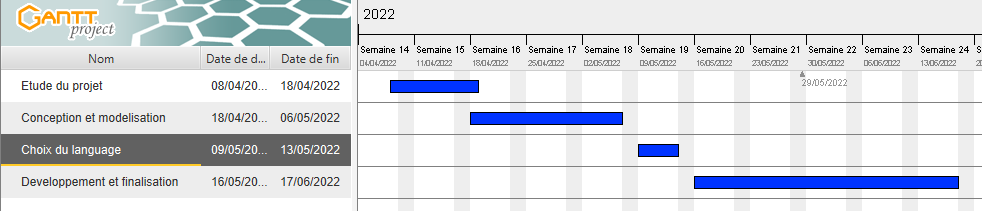 GANTT
project
2022
Semaine 14 Semaine 15 Semaine 16 Semaine 17 Semaine 18 Semaine 19 Semaine 20 Semaine 21 Semaine 22 Semaine 23 Semaine 24
Nom Date de d... Date de fin
04/04/2022 11/04/2022 18/04/2022 25/04/2022 02/05/2022 09/05/2022 16/05/2022 23/05/2022 30/05/2022 06/06/2022 13/06/2022 20
29/05/2022
Etude du projet 08/04/20... 18/04/2022
Conception et modelisation 18/04/20... 06/05/2022
Choix du language 09/05/20... 13/05/2022
Developpement et finalisation 16/05/20... 17/06/2022